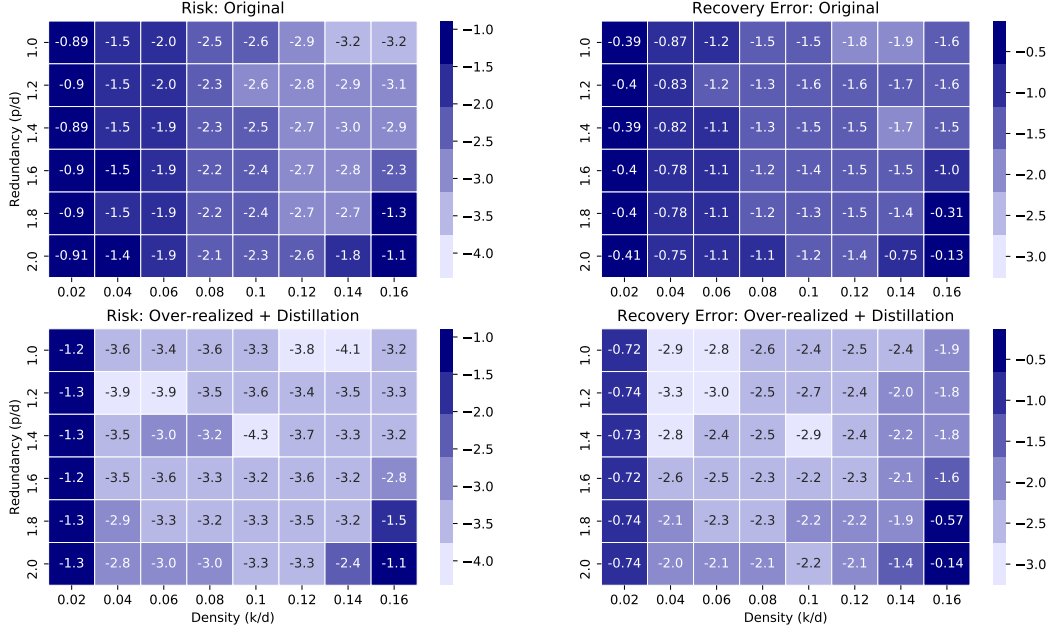 Risk: Original
1.0 -0.89 -1.5 -2.0 -2.5 -2.6 -2.9 -3.2 -3.2
1.2 -0.9 -1.5 -2.0 -2.3 -2.6 -2.8 -2.9 -3.1
1.4 -0.89 -1.5 -1.9 -2.3 -2.5 -2.7 -3.0 -2.9
1.6 -0.9 -1.5 -1.9 -2.2 -2.4 -2.7 -2.8 -2.3
1.8 -0.9 -1.5 -1.9 -2.2 -2.4 -2.7 -2.7 -1.3
2.0 -0.91 -1.4 -1.9 -2.1 -2.3 -2.6 -1.8 -1.1
0.02 0.04 0.06 0.08 0.1 0.12 0.14 0.16
Redundancy (p/d)
−1.0
−1.5
−2.0
−2.5
−3.0
−3.5
−4.0
Recovery Error: Original
1.0 -0.39 -0.87 -1.2 -1.5 -1.5 -1.8 -1.9 -1.6
1.2 -0.4 -0.83 -1.2 -1.3 -1.6 -1.6 -1.7 -1.6
1.4 -0.39 -0.82 -1.1 -1.3 -1.5 -1.5 -1.7 -1.5
1.6 -0.4 -0.78 -1.1 -1.2 -1.4 -1.5 -1.5 -1.0
1.8 -0.4 -0.78 -1.1 -1.2 -1.3 -1.5 -1.4 -0.31
2.0 -0.41 -0.75 -1.1 -1.1 -1.2 -1.4 -0.75 -0.13
0.02 0.04 0.06 0.08 0.1 0.12 0.14 0.16
−0.5
−1.0
−1.5
−2.0
−2.5
−3.0
Risk: Over-realized + Distillation
1.0 -1.2 -3.6 -3.4 -3.6 -3.3 -3.8 -4.1 -3.2
1.2 -1.3 -3.9 -3.9 -3.5 -3.6 -3.4 -3.5 -3.3
1.4 -1.3 -3.5 -3.0 -3.2 -4.3 -3.7 -3.3 -3.2
1.6 -1.2 -3.5 -3.6 -3.3 -3.2 -3.6 -3.2 -2.8
1.8 -1.3 -2.9 -3.3 -3.2 -3.3 -3.5 -3.2 -1.5
2.0 -1.3 -2.8 -3.0 -3.0 -3.3 -3.3 -2.4 -1.1
0.02 0.04 0.06 0.08 0.1 0.12 0.14 0.16
Redundancy (p/d)
Density (k/d)
−1.0
−1.5
−2.0
−2.5
−3.0
−3.5
−4.0
Recovery Error: Over-realized + Distillation
1.0 -0.72 -2.9 -2.8 -2.6 -2.4 -2.5 -2.4 -1.9
1.2 -0.74 -3.3 -3.0 -2.5 -2.7 -2.4 -2.0 -1.8
1.4 -0.73 -2.8 -2.4 -2.5 -2.9 -2.4 -2.2 -1.8
1.6 -0.72 -2.6 -2.5 -2.3 -2.2 -2.3 -2.1 -1.6
1.8 -0.74 -2.1 -2.3 -2.3 -2.2 -2.2 -1.9 -0.57
2.0 -0.74 -2.0 -2.1 -2.1 -2.2 -2.1 -1.4 -0.14
0.02 0.04 0.06 0.08 0.1 0.12 0.14 0.16
Density (k/d)
−0.5
−1.0
−1.5
−2.0
−2.5
−3.0